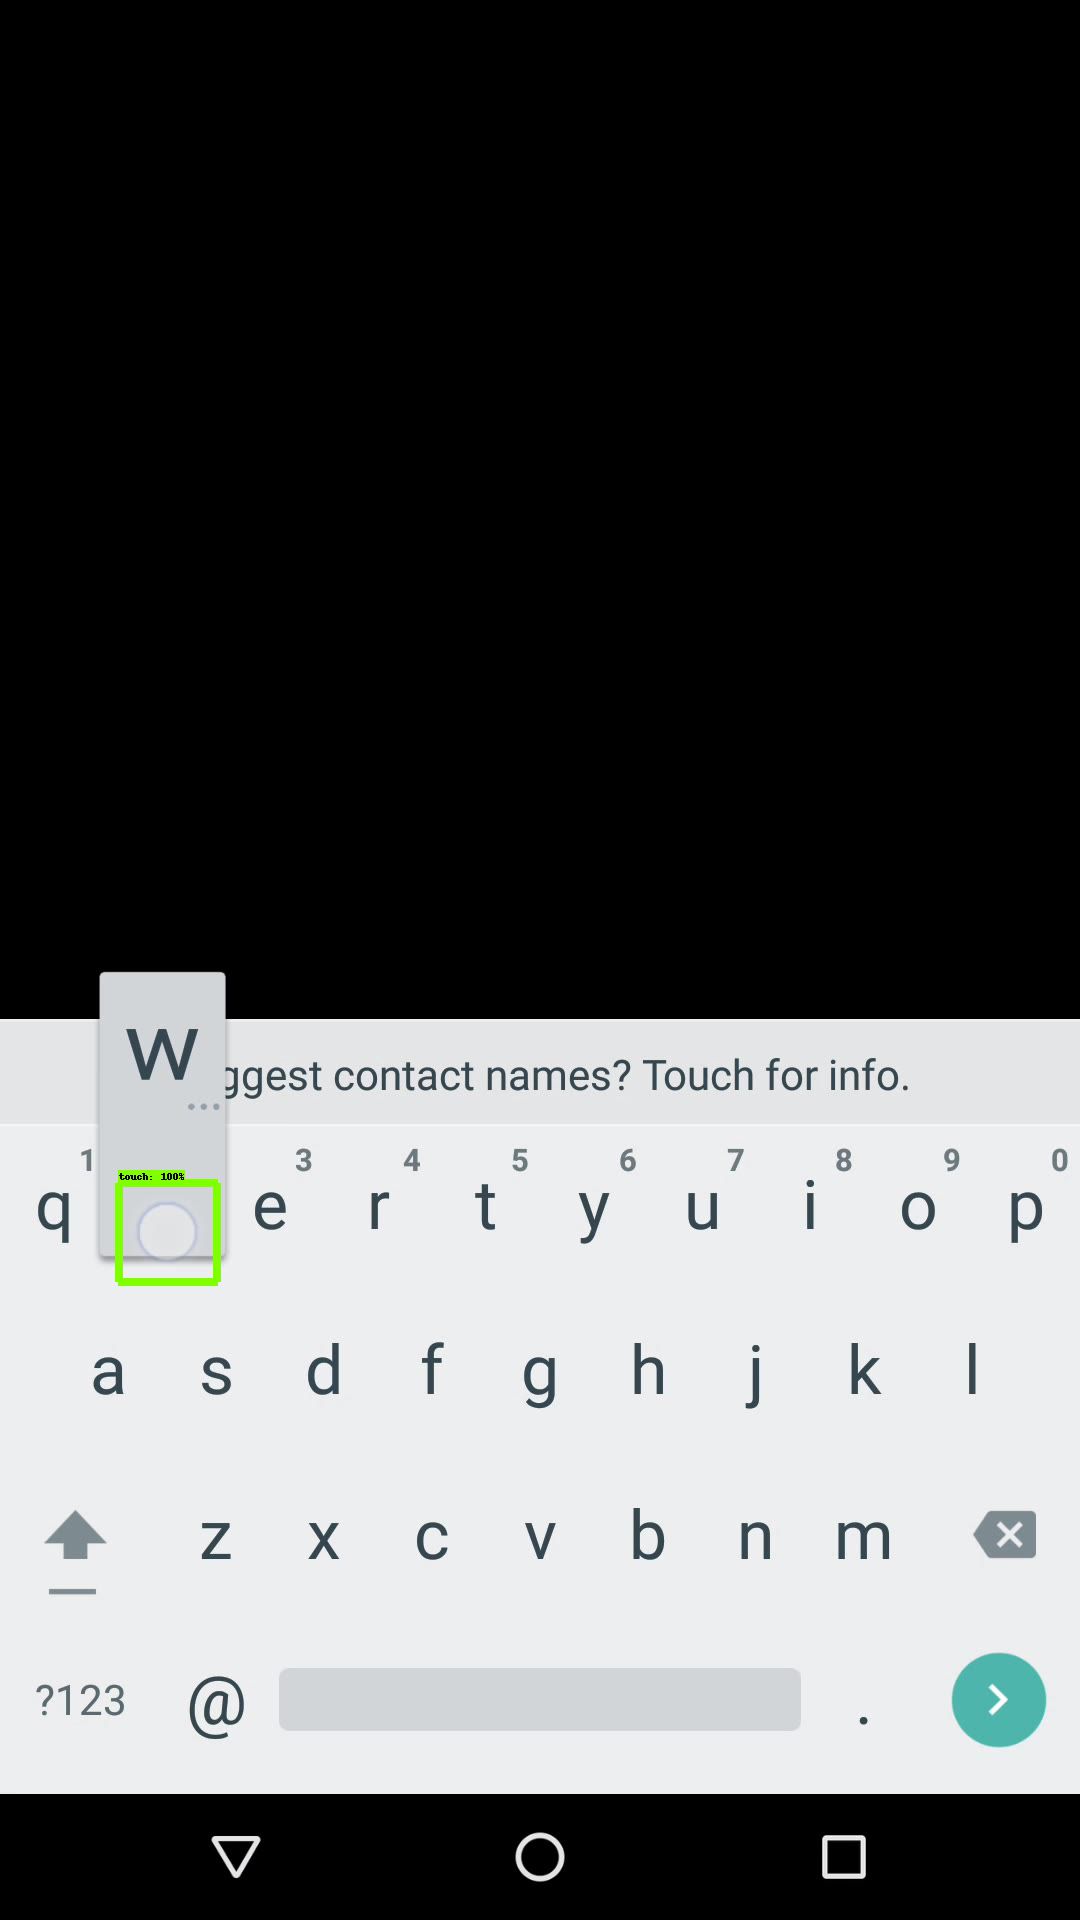 w
ggest contact names? Touch for info.
...
1 3 4 5 6 7 8 9 0
touch: 100%
q e r t y u i o p
a s d f g h j k l
z x c v b n m
?123 @ .